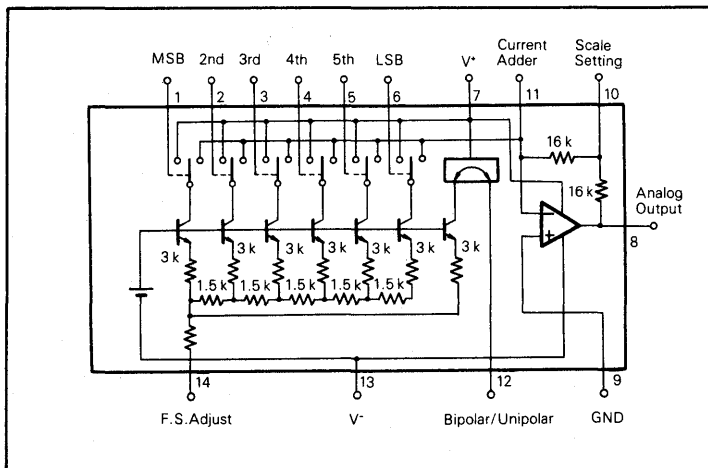 MSB 2nd 3rd 4th 5th LSB V+ Current Adder Scale Setting
1 2 3 4 5 6 7 11 10
16 k
16 k
Analog Output
8
3 k 3 k 3 k 3 k 3 k 3 k 3 k
1.5 k 1.5 k 1.5 k 1.5 k 1.5 k
14 13 12 9
F.S.Adjust V- Bipolar/Unipolar GND